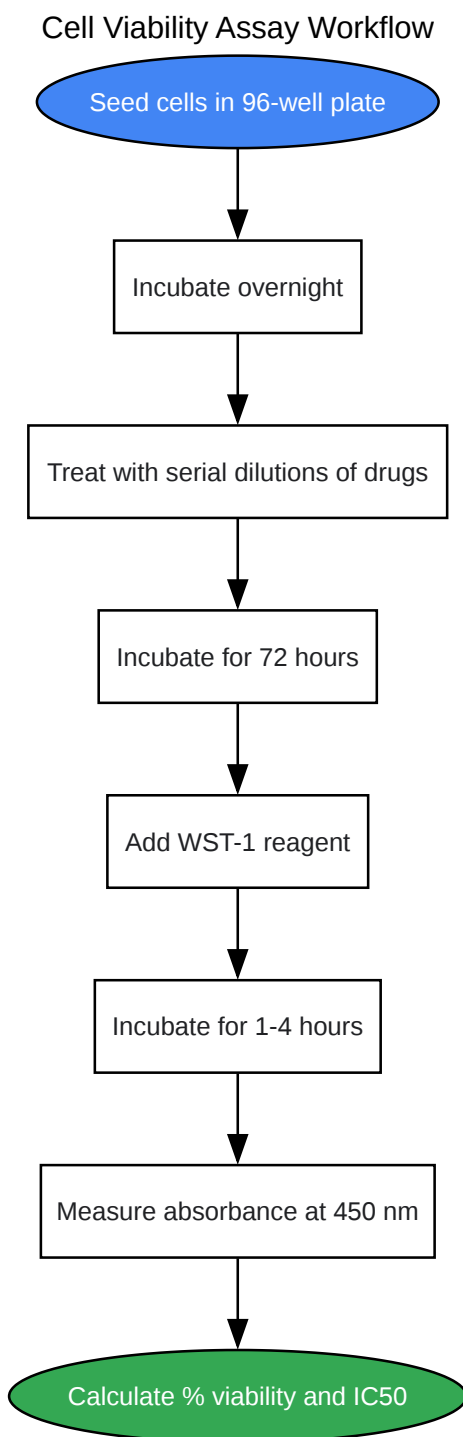 Cell Viability Assay Workflow
Seed cells in 96-well plate
Incubate overnight
Treat with serial dilutions of drugs
Incubate for 72 hours
Add WST-1 reagent
Incubate for 1-4 hours
Measure absorbance at 450 nm
Calculate % viability and IC50